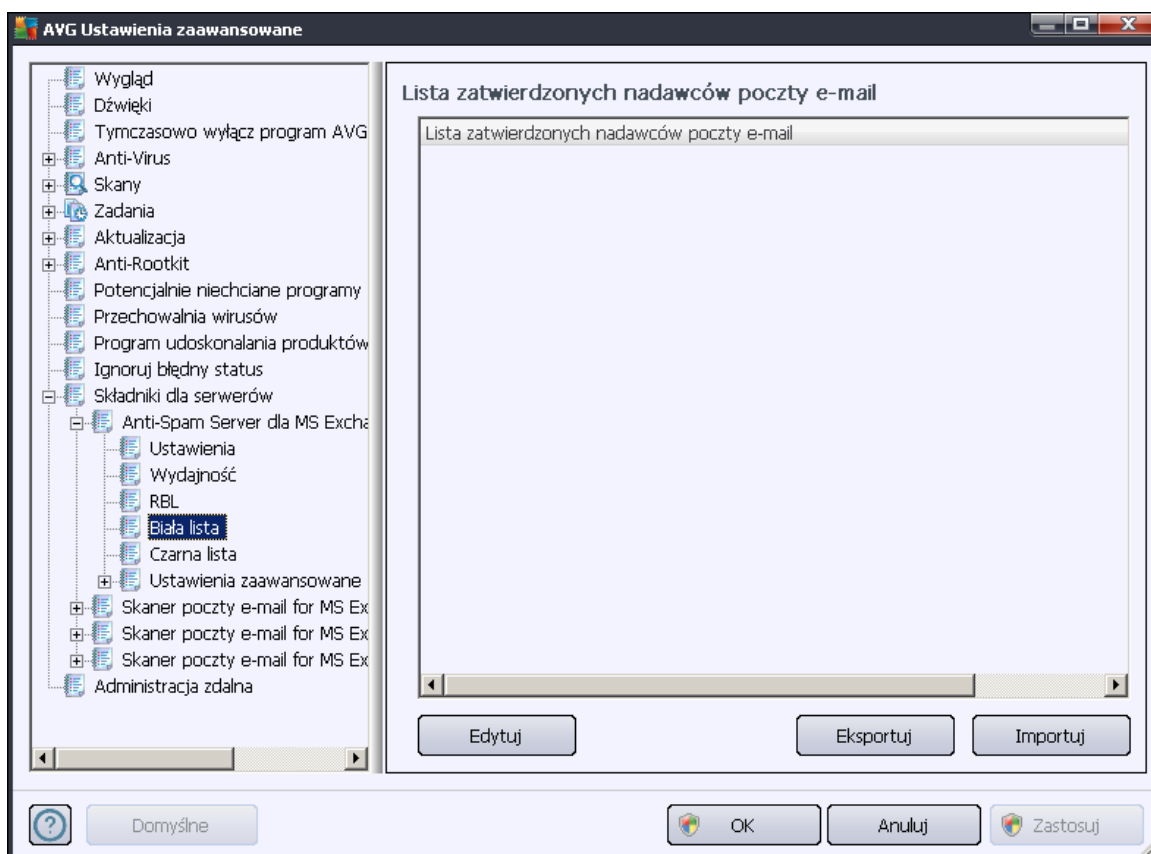 AVG Ustawienia zaawansowane
Wygląd
Dźwięki
Tymczasowo wyłącz program AVG
Anti-Virus
Skany
Zadania
Aktualizacja
Anti-Rootkit
Potencjalnie niechciane programy
Przechowalnia wirusów
Program udoskonalania produktów
Ignoruj błędny status
Składniki dla serwerów
Anti-Spam Server dla MS Excha
Ustawienia
Wydajność
RBL
Biała lista
Czarna lista
Ustawienia zaawansowane
Skaner poczty e-mail for MS Ex
Skaner poczty e-mail for MS Ex
Skaner poczty e-mail for MS Ex
Administracja zdalna
Lista zatwierdzonych nadawców poczty e-mail
Lista zatwierdzonych nadawców poczty e-mail
Edytuj
Eksportuj
Importuj
Domyślne
OK
Anuluj
Zastosuj